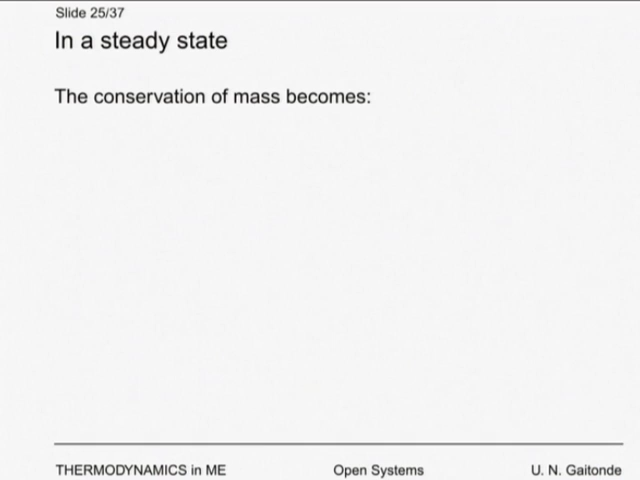 Slide 25/37
In a steady state
The conservation of mass becomes:
THERMODYNAMICS in ME Open Systems U. N. Gaitonde